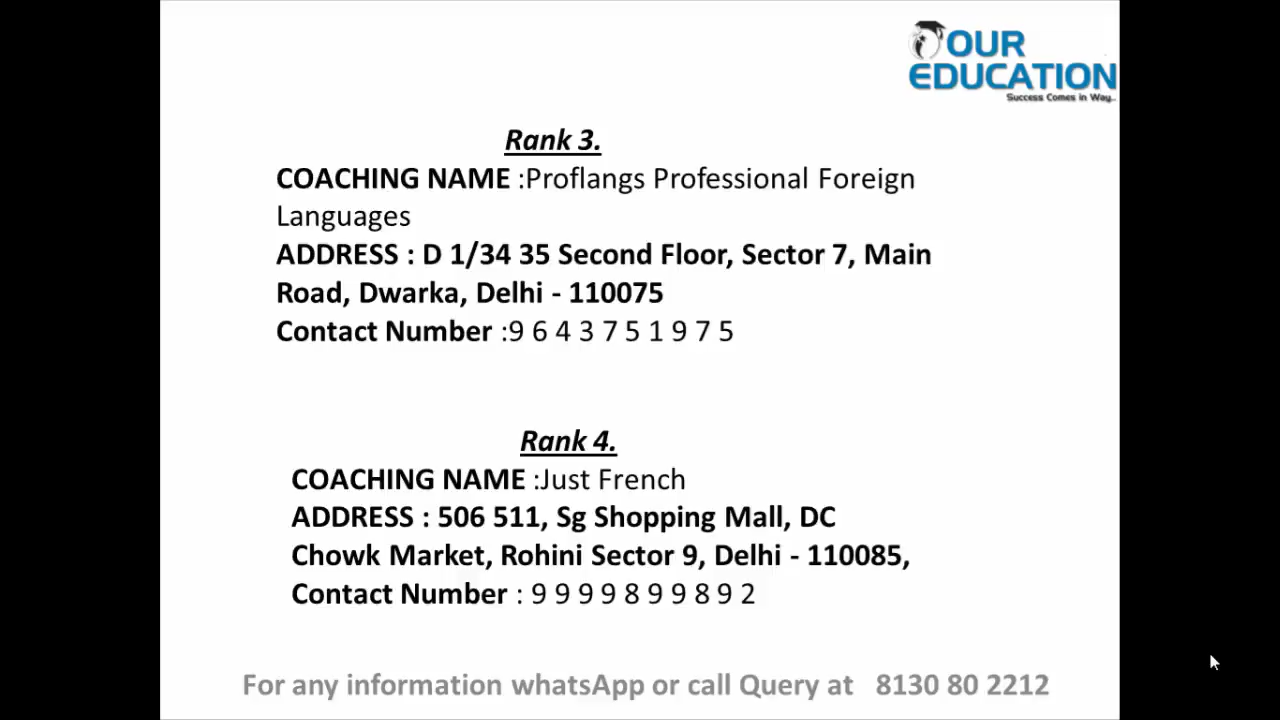 OUR
EDUCATION
Success Comes in Way..
Rank 3.
COACHING NAME :Proflangs Professional Foreign
Languages
ADDRESS : D 1/34 35 Second Floor, Sector 7, Main
Road, Dwarka, Delhi - 110075
Contact Number :9 6 4 3 7 5 1 9 7 5
Rank 4.
COACHING NAME :Just French
ADDRESS : 506 511, Sg Shopping Mall, DC
Chowk Market, Rohini Sector 9, Delhi - 110085,
Contact Number : 9 9 9 9 8 9 9 8 9 2
For any information whatsApp or call Query at 8130 80 2212